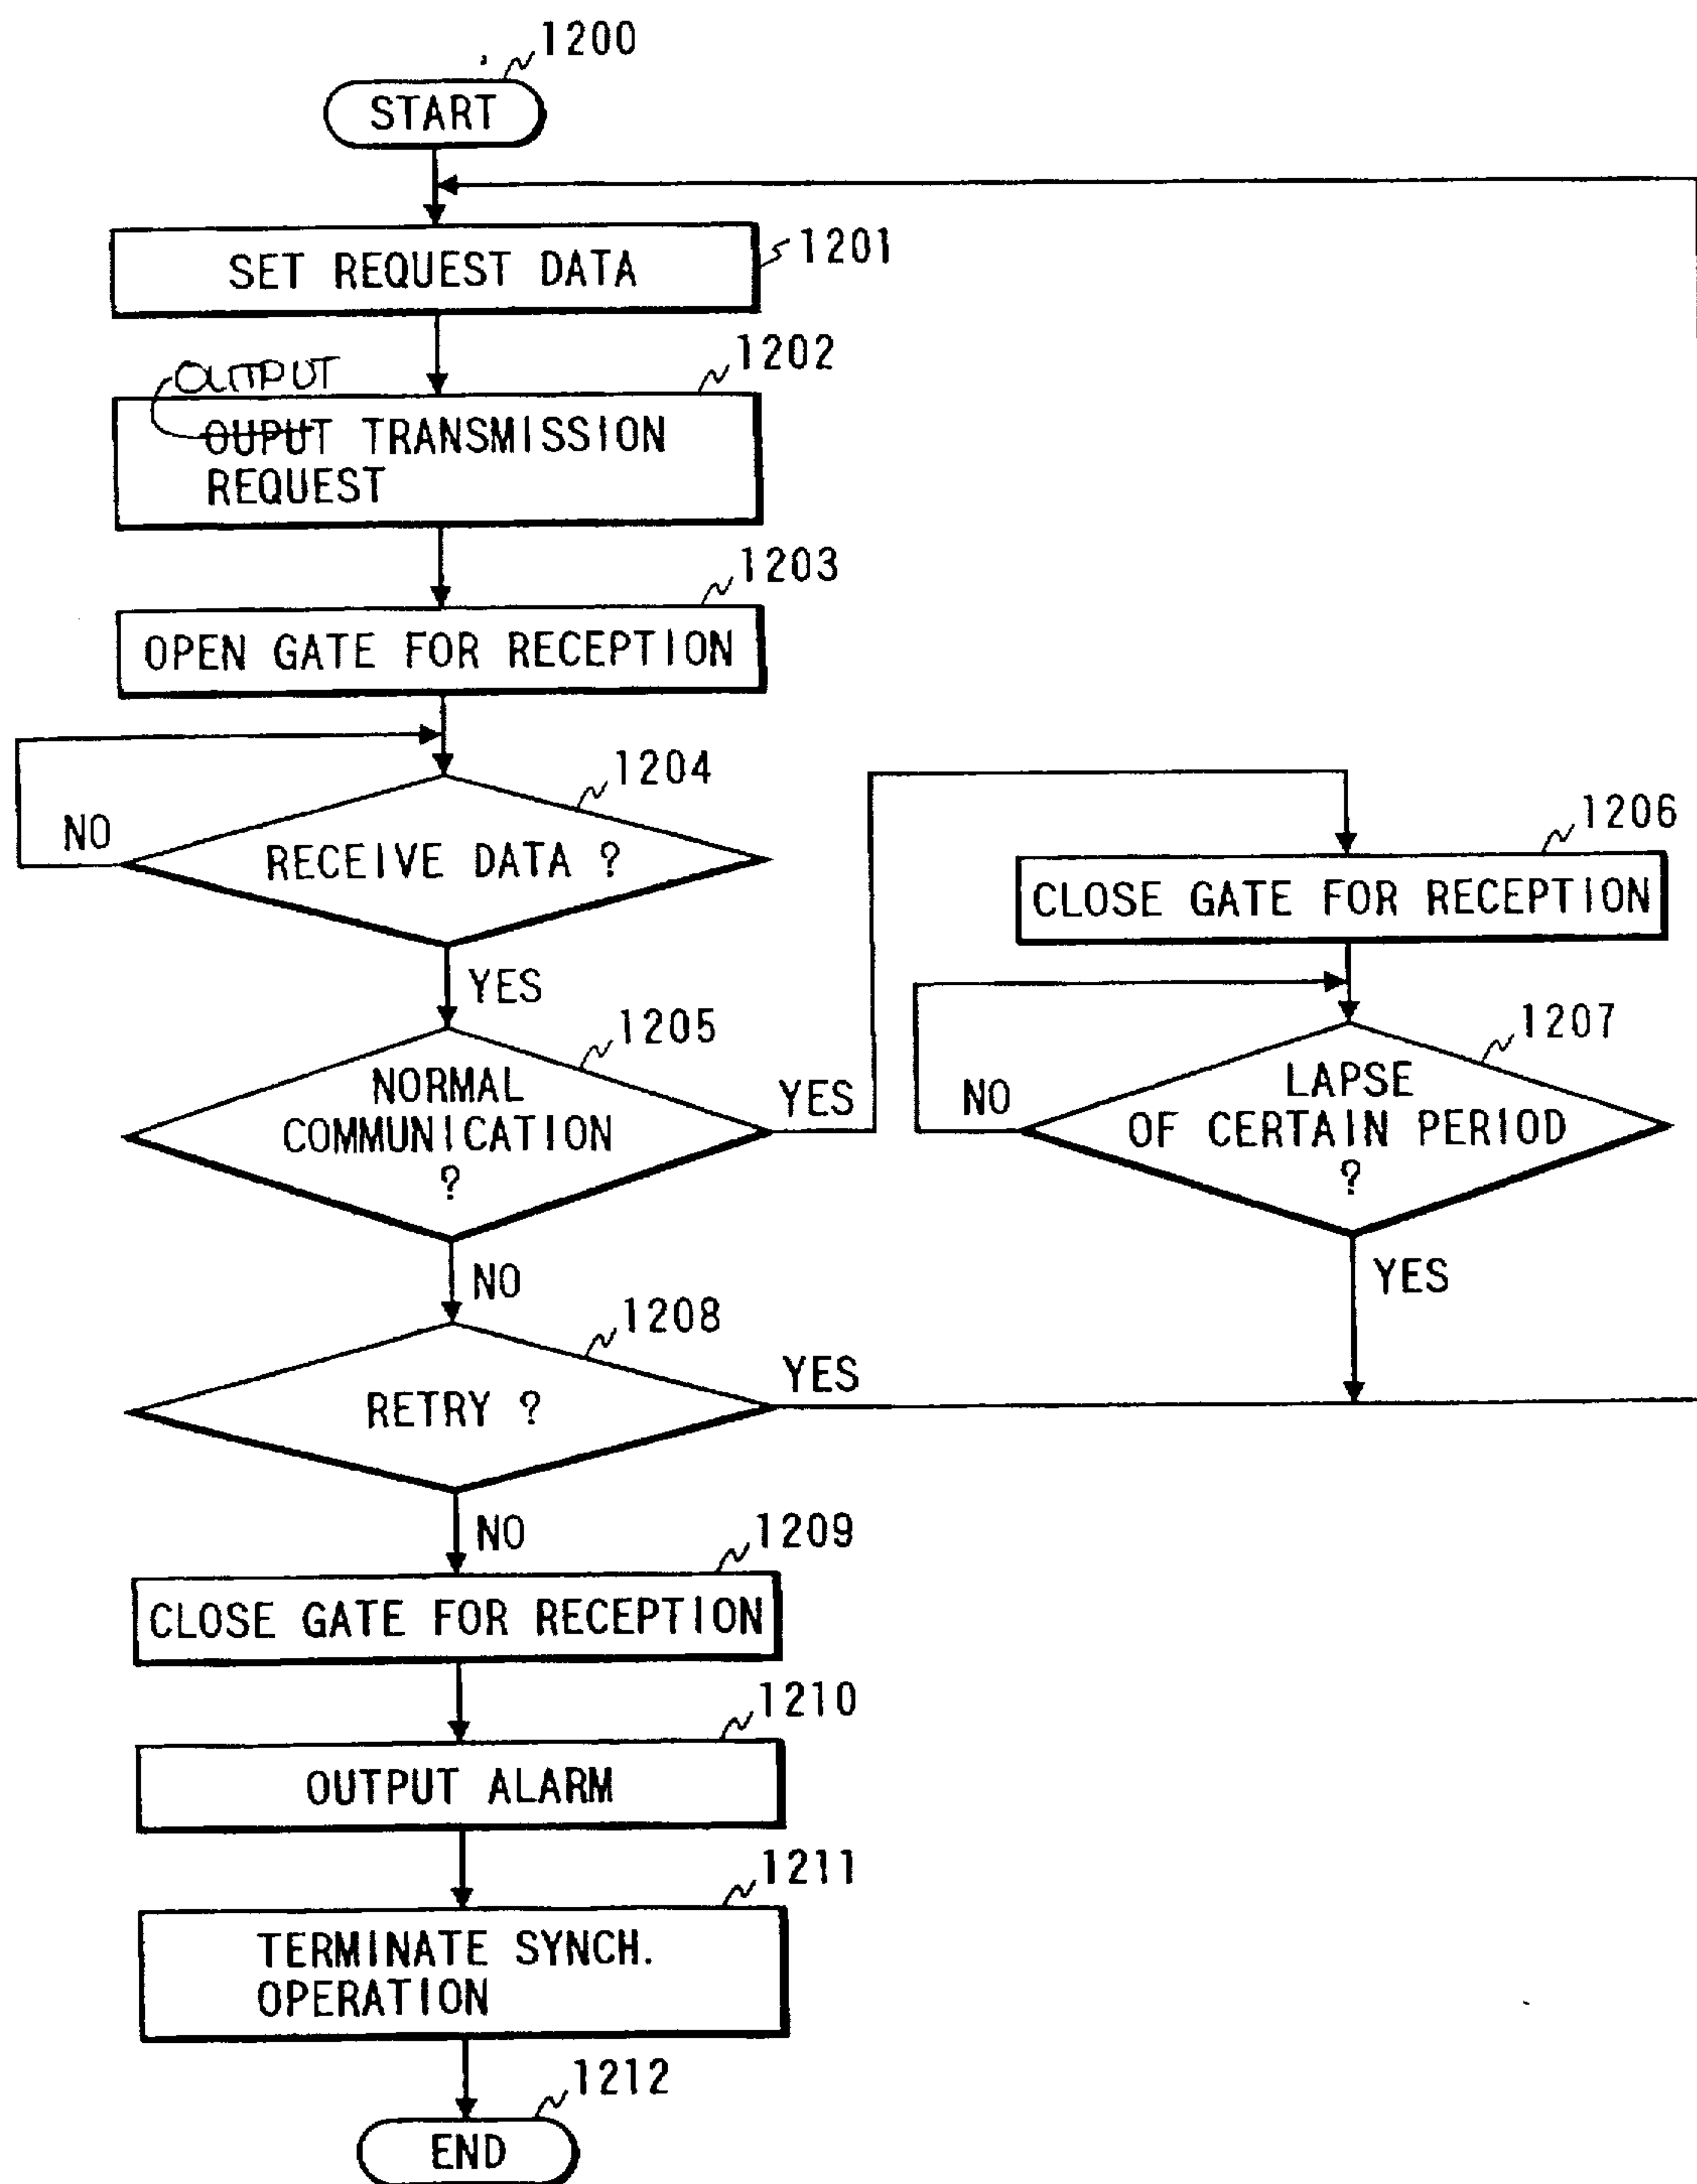 1200
START
SET REQUEST DATA
1201
1202
OUTPUT
OUPUT TRANSMISSION
REQUEST
1203
OPEN GATE FOR RECEPTION
1204
NO
RECEIVE DATA ?
YES
1205
NORMAL
COMMUNICATION
?
YES
1206
CLOSE GATE FOR RECEPTION
1207
NO
LAPSE
OF CERTAIN PERIOD
?
YES
NO
1208
RETRY ?
YES
NO
1209
CLOSE GATE FOR RECEPTION
1210
OUTPUT ALARM
1211
TERMINATE SYNCH.
OPERATION
1212
END